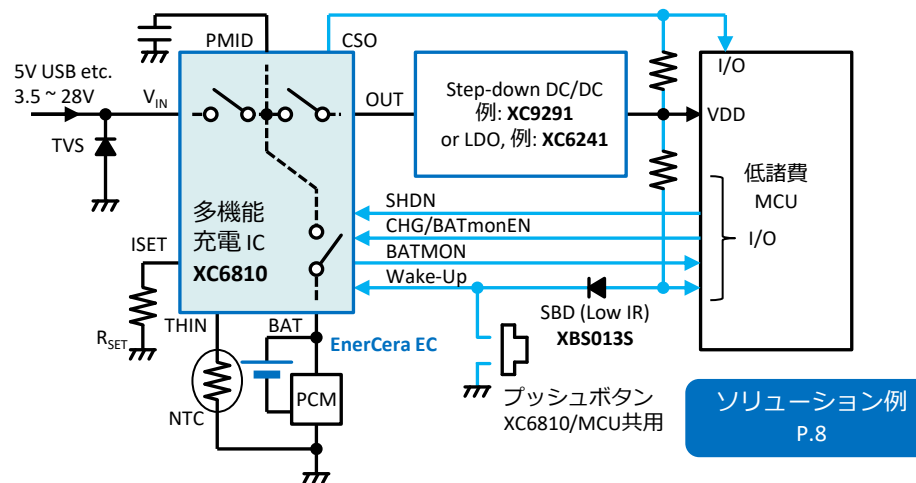 PMID
CSO
5V USB etc.
3.5 ~ 28V
VIN
TVS
OUT
Step-down DC/DC
例: XC9291
or LDO, 例: XC6241
I/O
VDD
低諸費
MCU
I/O
多機能
充電 IC
XC6810
SHDN
CHG/BATmonEN
BATMON
Wake-Up
ISET
RSET
THIN
BAT
NTC
EnerCera EC
PCM
SBD (Low IR)
XBS013S
プッシュボタン
XC6810/MCU共用
ソリューション例
P.8